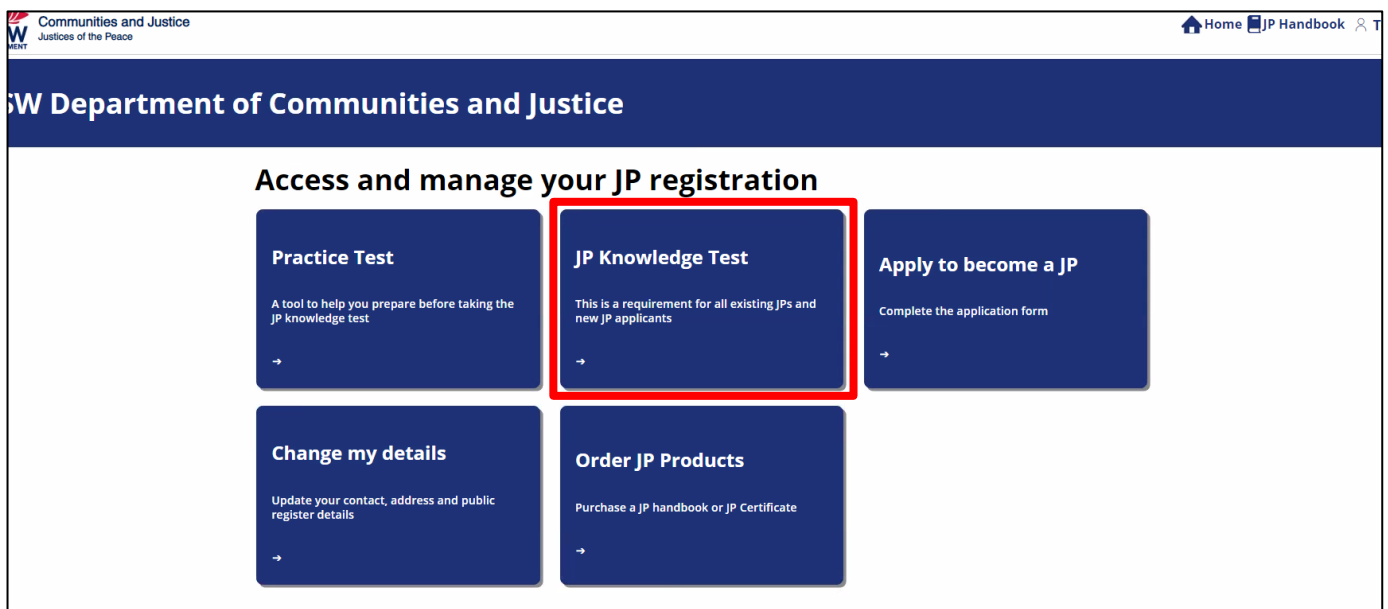 Communities and Justice
Justices of the Peace
W
MENT
Home JP Handbook T
SW Department of Communities and Justice
Access and manage your JP registration
Practice Test
A tool to help you prepare before taking the
JP knowledge test
→
JP Knowledge Test
This is a requirement for all existing JPs and
new JP applicants
→
Apply to become a JP
Complete the application form
→
Change my details
Update your contact, address and public
register details
→
Order JP Products
Purchase a JP handbook or JP Certificate
→